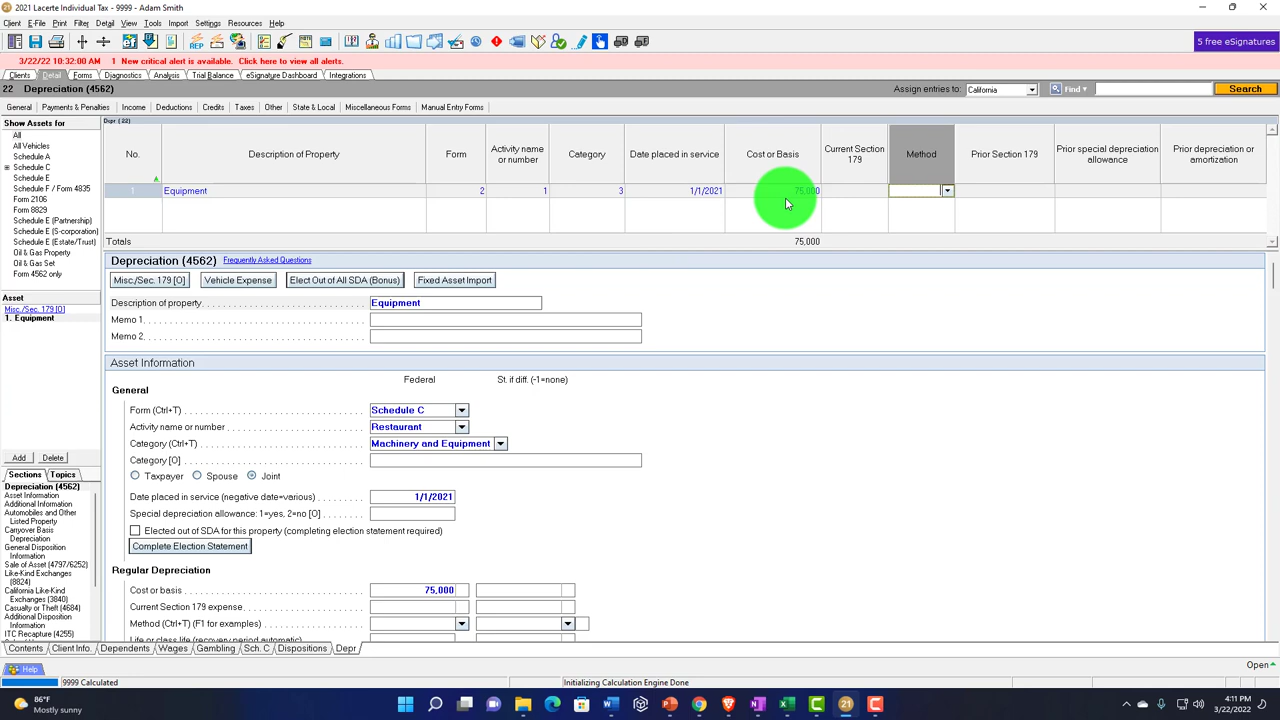 2021 Lacerte Individual Tax - 9999 - Adam Smith
Client E-File Print Filter Detail View Tools Import Settings Resources Help
5 free eSignatures
3/22/22 10:32:00 AM 1 New critical alert is available. Click here to view all alerts.
Clients Detail Forms Diagnostics Analysis Trial Balance eSignature Dashboard Integrations
22 Depreciation (4562) Assign entries to: California Find Search
General Payments & Penalties Income Deductions Credits Taxes Other State & Local Miscellaneous Forms Manual Entry Forms
Show Assets for
All
All Vehicles
Schedule A
Schedule C
Schedule E
Schedule F / Form 4835
Form 2106
Form 8829
Schedule E (Partnership)
Schedule E (S-corporation)
Schedule E (Estate/Trust)
Oil & Gas Property
Oil & Gas Set
Form 4562 only
Asset
Misc./Sec. 179 [O]
1. Equipment
Add Delete
Sections Topics
Depreciation (4562)
Asset Information
Additional Information
Automobiles and Other
Listed Property
Carryover Basis
Depreciation
General Disposition
Information
Sale of Asset (4797/6252)
Like-Kind Exchanges
(8824)
California Like-Kind
Exchanges (3840)
Casualty or Theft (4684)
Additional Disposition
Information
ITC Recapture (4255)
Depr (22)
No. Description of Property Form Activity name or number Category Date placed in service Cost or Basis Current Section 179 Method Prior Section 179 Prior special depreciation allowance Prior depreciation or amortization
1 Equipment 2 1 3 1/1/2021 75,000
Totals 75,000
Depreciation (4562) Frequently Asked Questions
Misc./Sec. 179 [O] Vehicle Expense Elect Out of All SDA (Bonus) Fixed Asset Import
Description of property Equipment
Memo 1
Memo 2
Asset Information
Federal St. if diff. (-1=none)
General
Form (Ctrl+T) Schedule C
Activity name or number Restaurant
Category (Ctrl+T) Machinery and Equipment
Category [O]
Taxpayer Spouse Joint
Date placed in service (negative date=various) 1/1/2021
Special depreciation allowance: 1=yes, 2=no [O]
Elected out of SDA for this property (completing election statement required)
Complete Election Statement
Regular Depreciation
Cost or basis 75,000
Current Section 179 expense
Method (Ctrl+T) (F1 for examples)
Life or class life (recovery period automatic)
Contents Client Info. Dependents Wages Gambling Sch. C Dispositions Depr
Help Open
9999 Calculated Initializing Calculation Engine Done
86°F
Mostly sunny
4:11 PM
3/22/2022